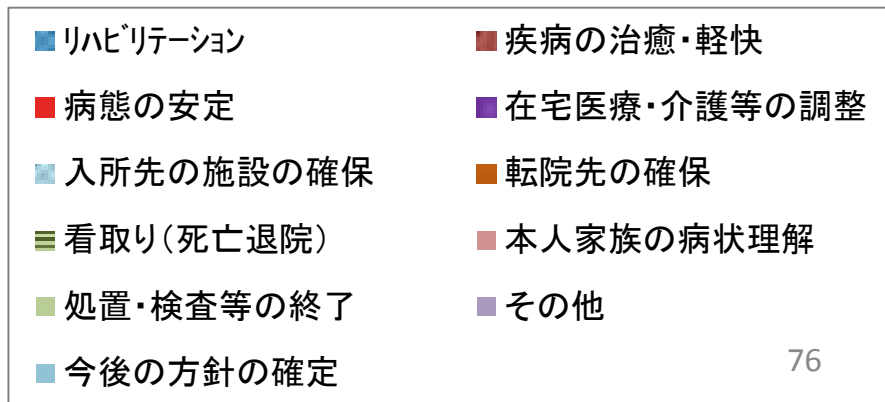 ﾘﾊﾋﾞﾘﾃｰｼｮﾝ 疾病の治癒・軽快
病態の安定 在宅医療・介護等の調整
入所先の施設の確保 転院先の確保
看取り（死亡退院） 本人家族の病状理解
処置・検査等の終了 その他
今後の方針の確定 76